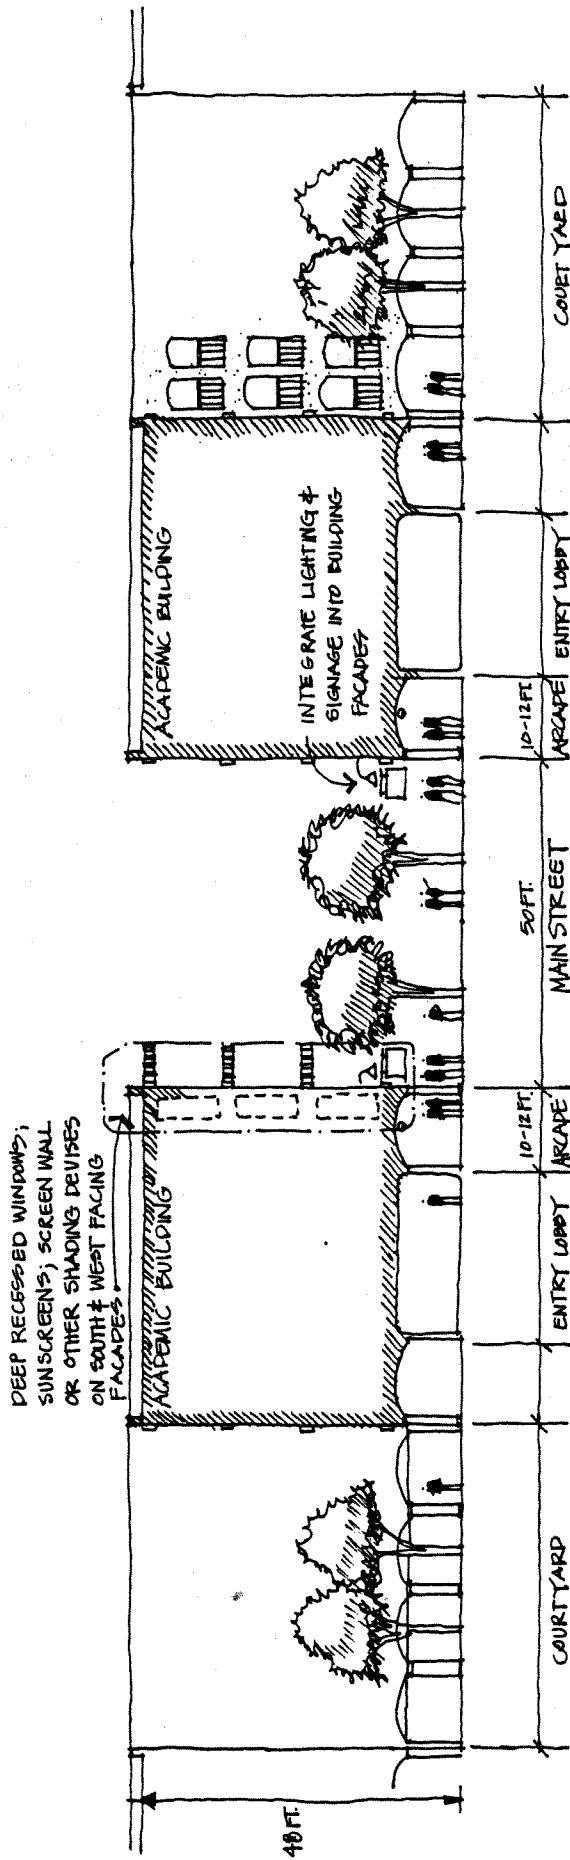 DEEP RECESSED WINDOWS;
SUNSCREENS; SCREEN WALL
OR OTHER SHADING DEVISES
ON SOUTH & WEST FACING
FACADES.
ACADEMIC BUILDING
ACADEMIC BUILDING
INTEGRATE LIGHTING &
SIGNAGE INTO BUILDING
FACADES
48 FT.
10-12 FT.
50 FT.
10-12 FT.
COURTYARD
ENTRY LOBBY
ARCADE
MAIN STREET
ARCADE
ENTRY LOBBY
COURTYARD